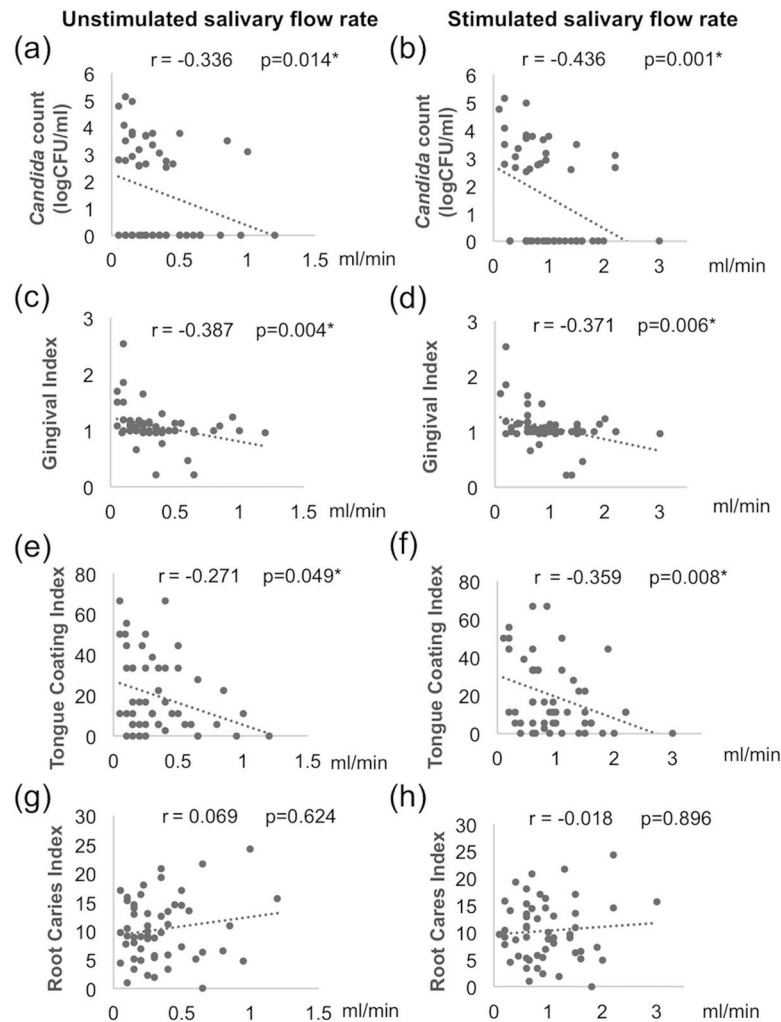 Unstimulated salivary flow rate
Stimulated salivary flow rate
(a)
r = -0.336 p=0.014*
Candida count
(logCFU/ml)
6
5
4
3
2
1
0
0 0.5 1 1.5 ml/min
(b)
r = -0.436 p=0.001*
Candida count
(logCFU/ml)
6
5
4
3
2
1
0
0 1 2 3 ml/min
(c)
r = -0.387 p=0.004*
Gingival Index
3
2
1
0
0 0.5 1 1.5
ml/min
(d)
r = -0.371 p=0.006*
Gingival Index
3
2
1
0
0 1 2 3
ml/min
(e)
r = -0.271 p=0.049*
Tongue Coating Index
80
60
40
20
0
0 0.5 1 1.5
ml/min
(f)
r = -0.359 p=0.008*
Tongue Coating Index
80
60
40
20
0
0 1 2 3
ml/min
(g)
r = 0.069 p=0.624
Root Caries Index
30
25
20
15
10
5
0
0 0.5 1 1.5 ml/min
(h)
r = -0.018 p=0.896
Root Cares Index
30
25
20
15
10
5
0
0 1 2 3 ml/min